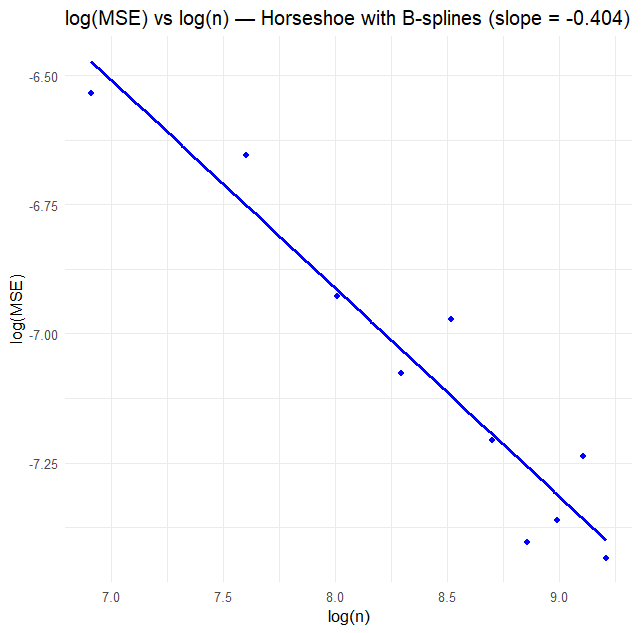 log(MSE) vs log(n) — Horseshoe with B-splines (slope = -0.404)
-6.50
-6.75
-7.00
-7.25
log(MSE)
7.0 7.5 8.0 8.5 9.0
log(n)